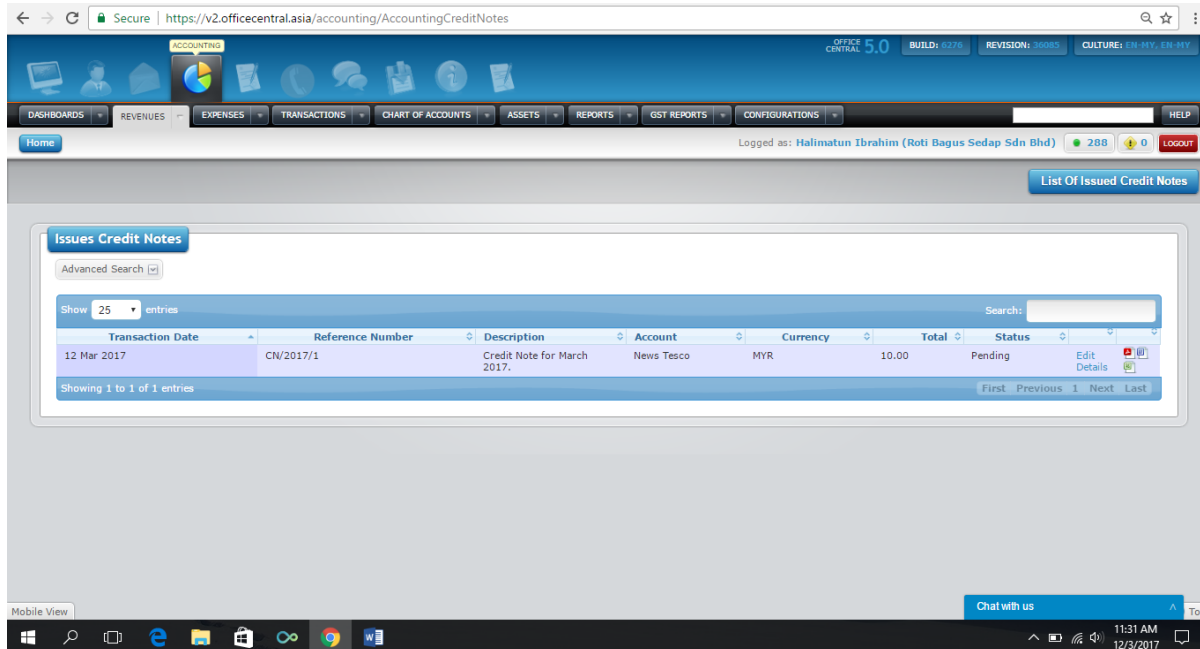 Secure | https://v2.officecentral.asia/accounting/AccountingCreditNotes
ACCOUNTING
OFFICE CENTRAL 5.0 BUILD: 6276 REVISION: 36085 CULTURE: EN-MY, EN-MY
DASHBOARDS REVENUES EXPENSES TRANSACTIONS CHART OF ACCOUNTS ASSETS REPORTS GST REPORTS CONFIGURATIONS HELP
Home Logged as: Halimatun Ibrahim (Roti Bagus Sedap Sdn Bhd) 288 0 LOGOUT
List Of Issued Credit Notes
Issues Credit Notes
Advanced Search
Show 25 entries Search:
Transaction Date Reference Number Description Account Currency Total Status
12 Mar 2017 CN/2017/1 Credit Note for March News Tesco MYR 10.00 Pending Edit
2017. Details
Showing 1 to 1 of 1 entries First Previous 1 Next Last
Mobile View Chat with us To
11:31 AM
12/3/2017